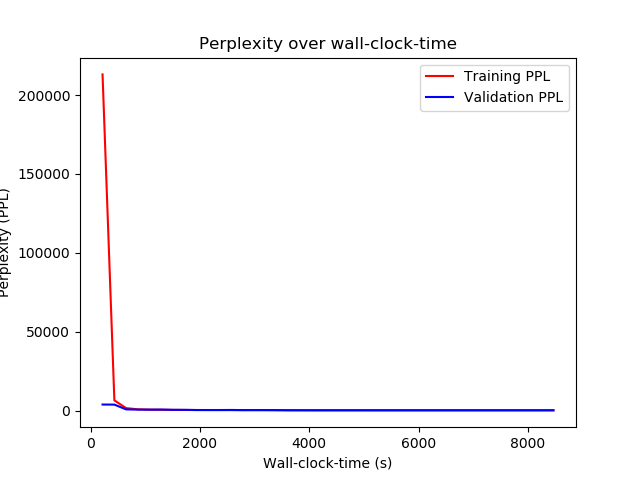 Perplexity over wall-clock-time
Training PPL
Validation PPL
200000
150000
100000
50000
0
Perplexity (PPL)
0 2000 4000 6000 8000
Wall-clock-time (s)